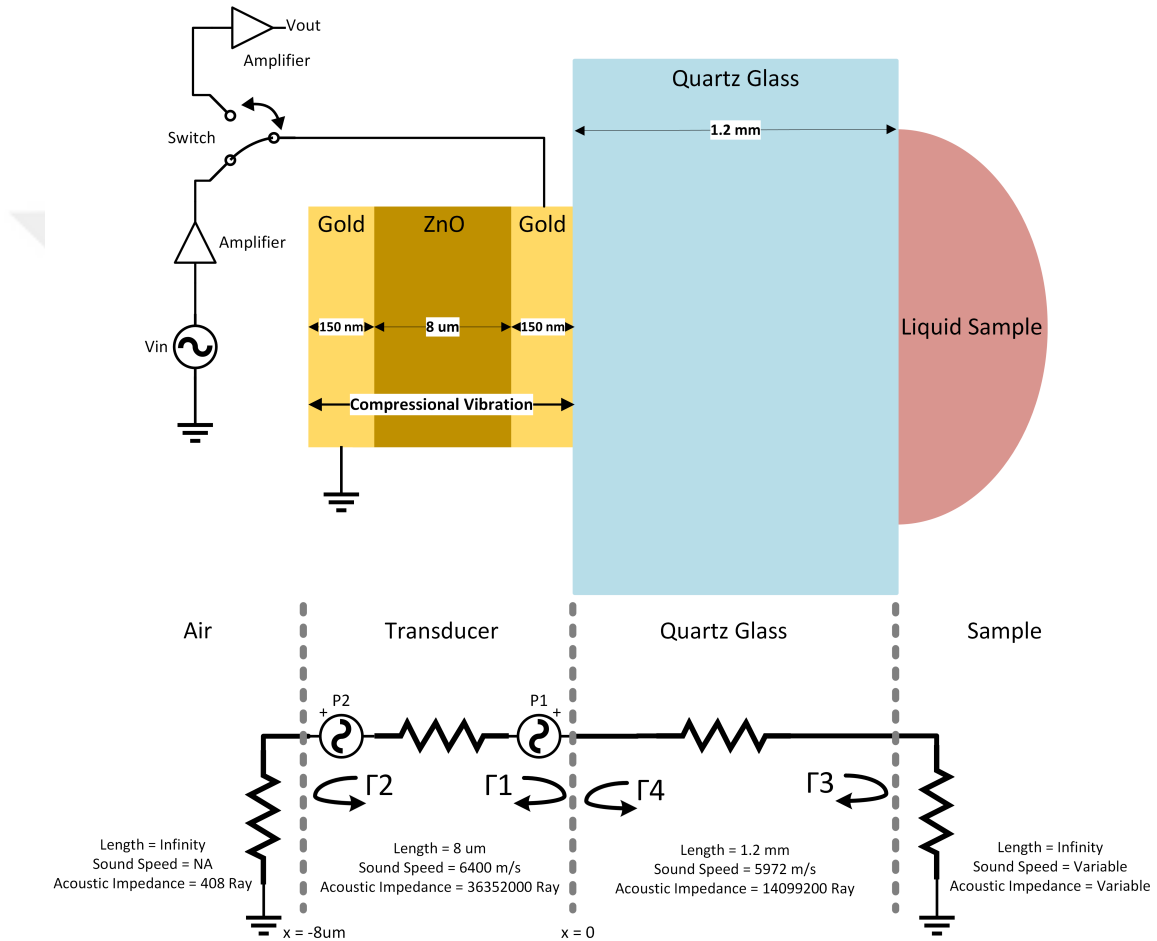 Vout
Amplifier
Quartz Glass
1.2 mm
Switch
Gold
ZnO
Gold
Amplifier
150 nm
8 um
150 nm
Liquid Sample
Vin
Compressional Vibration
Air
Transducer
Quartz Glass
Sample
P2
P1
+
+
Γ2
Γ1
Γ4
Γ3
Length = Infinity
Sound Speed = NA
Acoustic Impedance = 408 Ray
Length = 8 um
Sound Speed = 6400 m/s
Acoustic Impedance = 36352000 Ray
Length = 1.2 mm
Sound Speed = 5972 m/s
Acoustic Impedance = 14099200 Ray
Length = Infinity
Sound Speed = Variable
Acoustic Impedance = Variable
x = -8um
x = 0